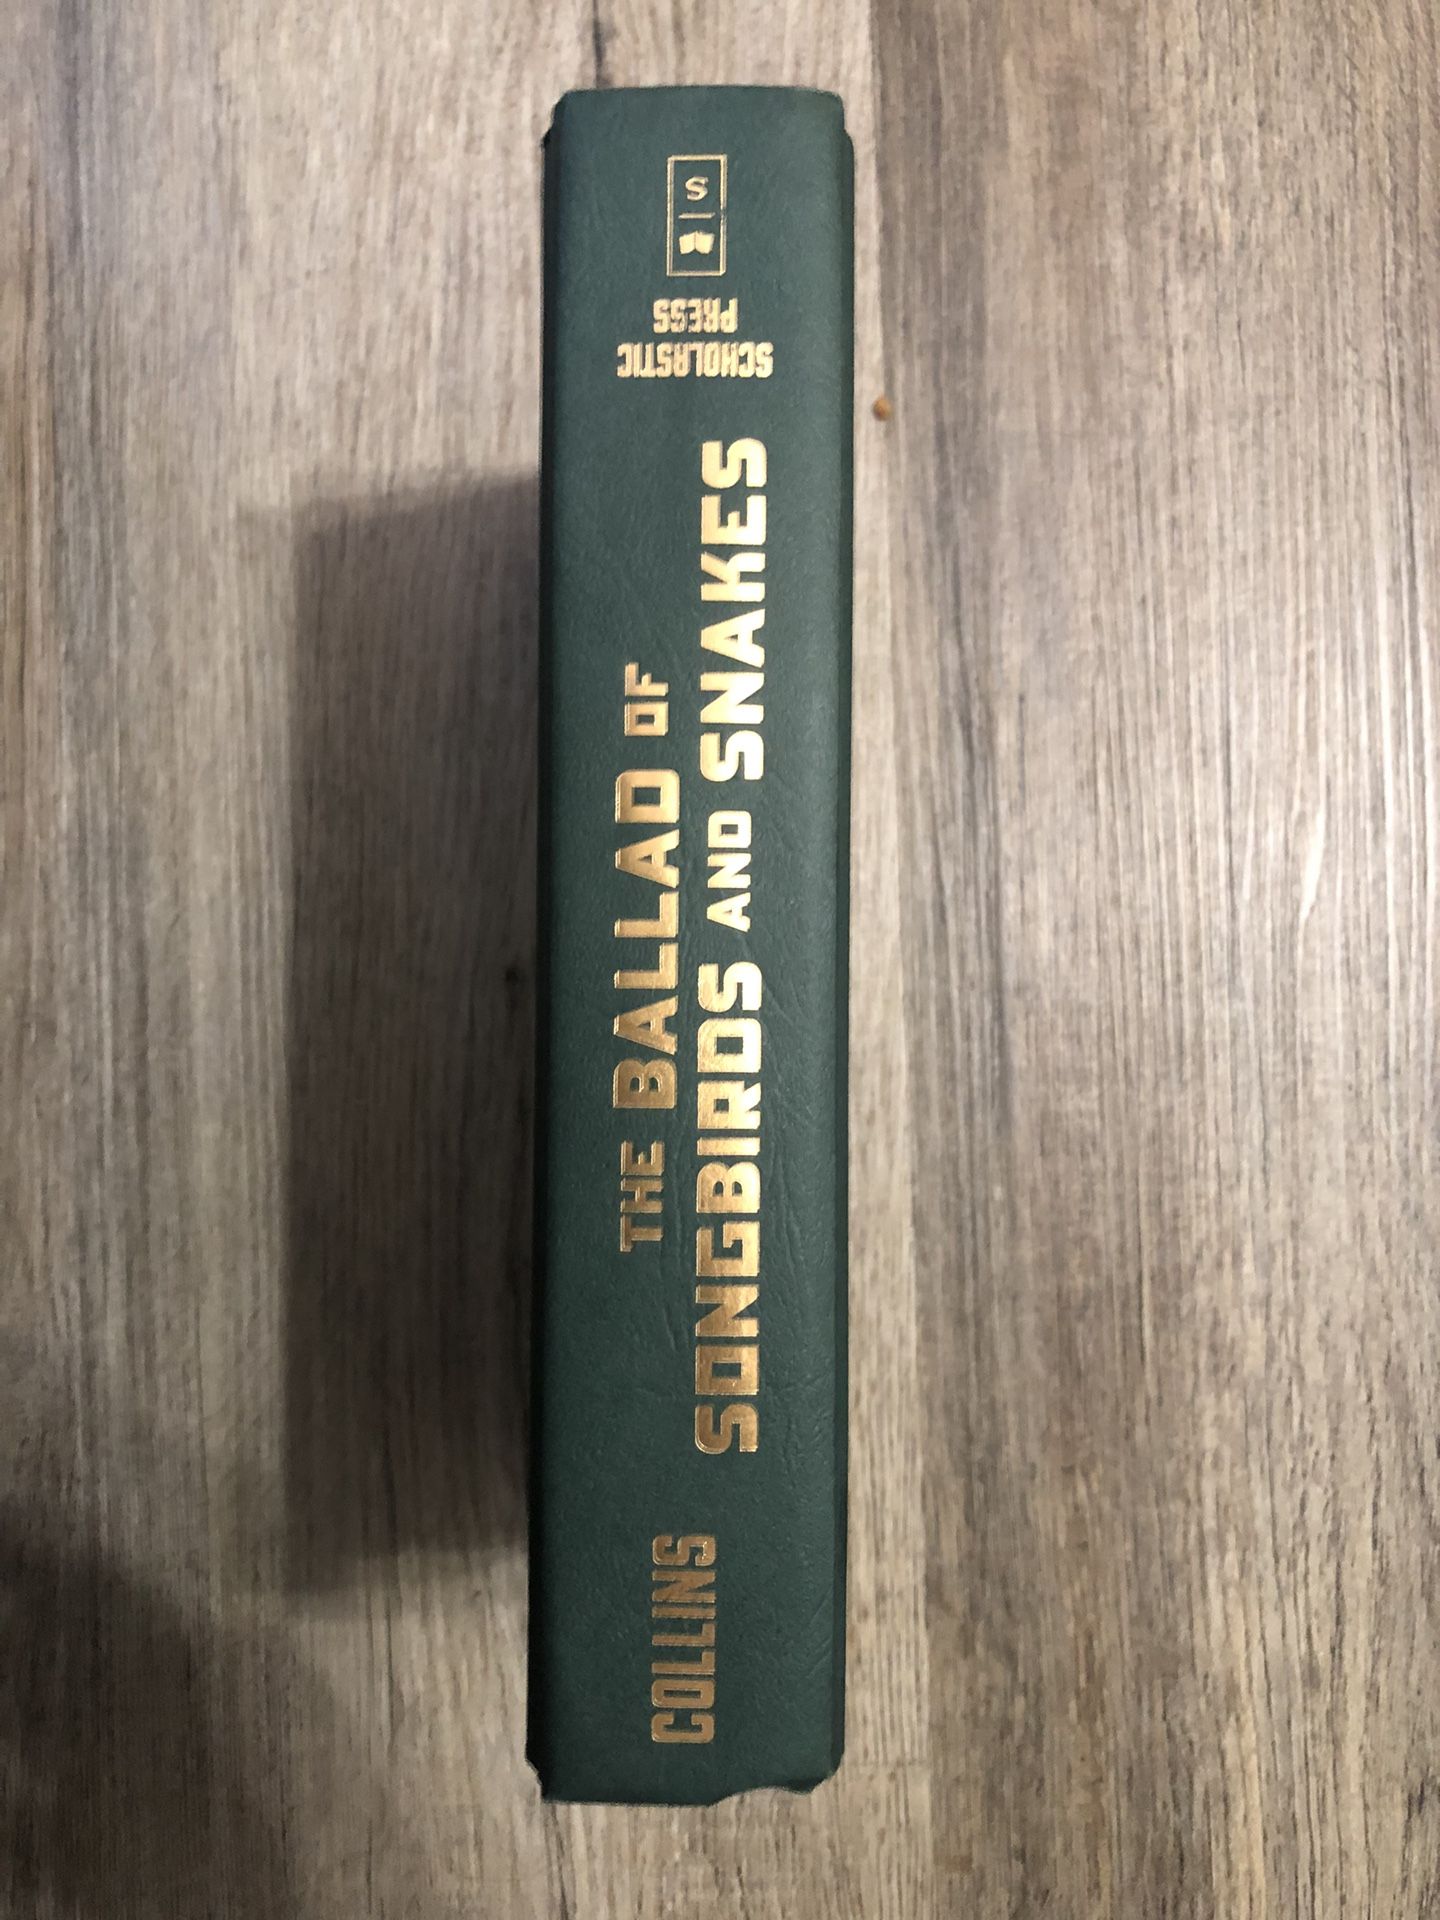 COLLINS
THE BALLAD OF
SONGBIRDS AND SNAKES
SCHOLASTIC
PRESS
S